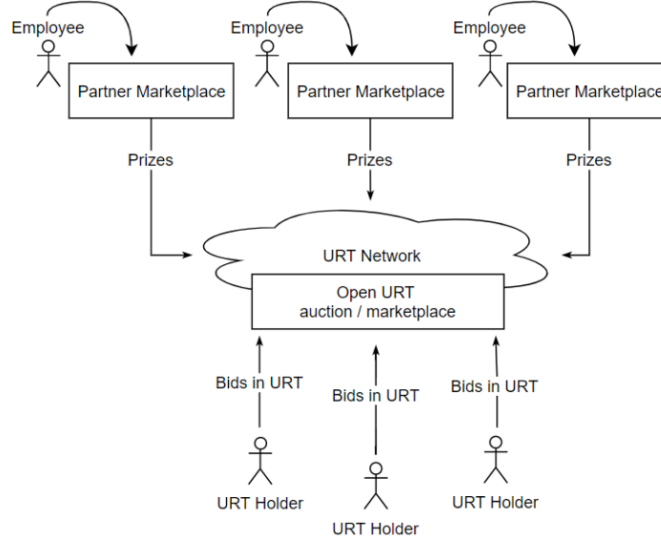 Employee
Employee
Employee
Partner Marketplace
Partner Marketplace
Partner Marketplace
Prizes
Prizes
Prizes
URT Network
Open URT
auction / marketplace
Bids in URT
Bids in URT
Bids in URT
URT Holder
URT Holder
URT Holder